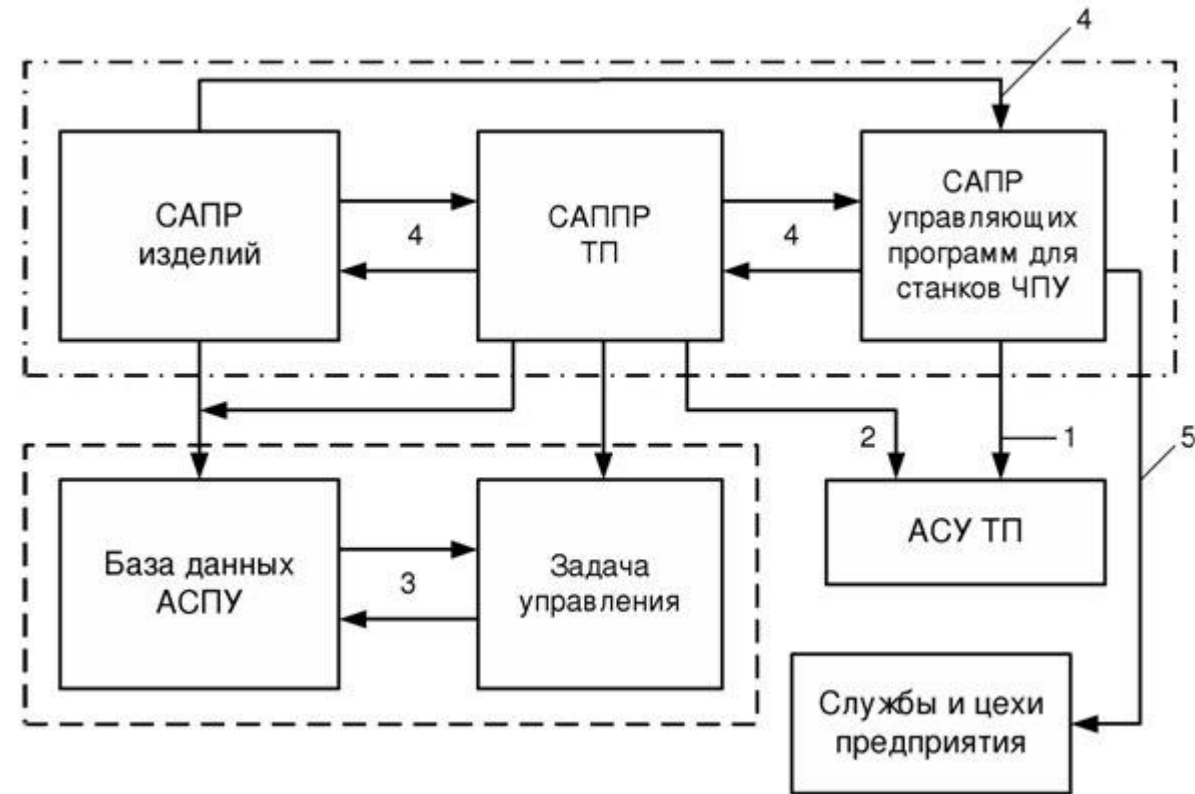 4
САПР
изделий
4
САППР
ТП
4
САПР
управляющих
программ для
станков ЧПУ
2
1
5
База данных
АСПУ
3
Задача
управления
АСУ ТП
Службы и цехи
предприятия